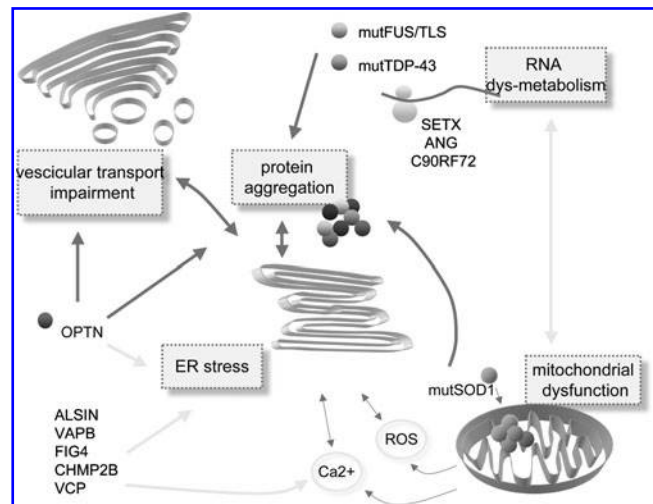 mutFUS/TLS
mutTDP-43
RNA
dys-metabolism
SETX
ANG
C90RF72
vescicular transport
impairment
protein
aggregation
OPTN
ER stress
mutSOD1
mitochondrial
dysfunction
ALSIN
VAPB
FIG4
CHMP2B
VCP
ROS
Ca2+